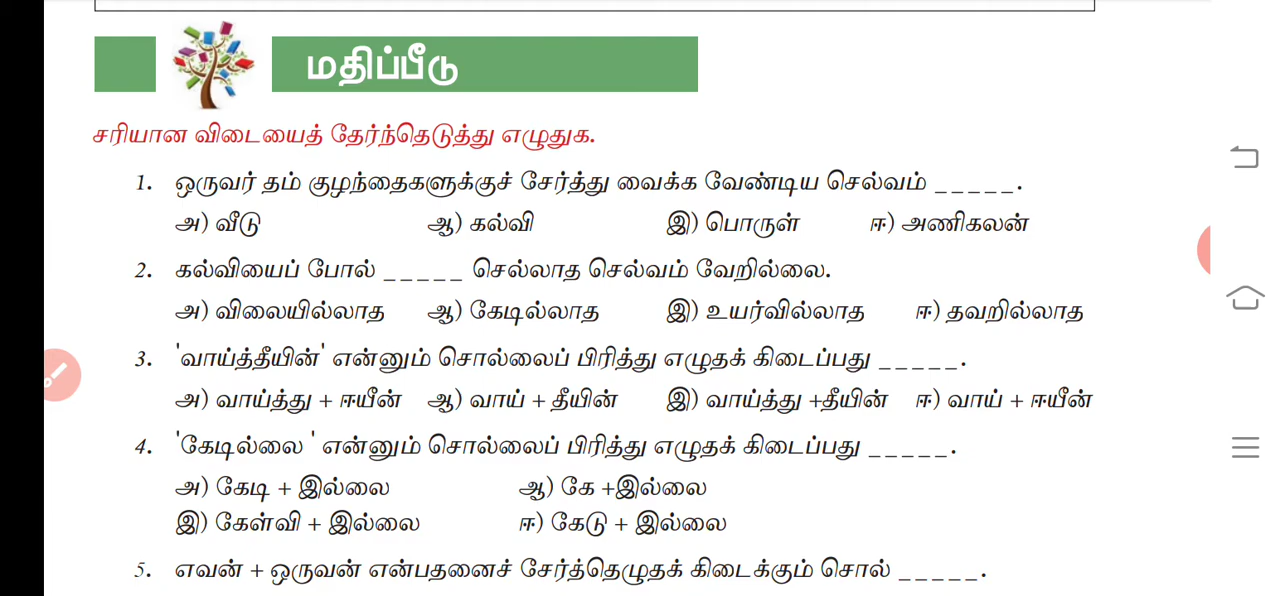 மதிப்பீடு
சரியான விடையைத் தேர்ந்தெடுத்து எழுதுக.
1. ஒருவர் தம் குழந்தைகளுக்குச் சேர்த்து வைக்க வேண்டிய செல்வம் _____.
அ) வீடு ஆ) கல்வி இ) பொருள் ஈ) அணிகலன்
2. கல்வியைப் போல் _____ செல்லாத செல்வம் வேறில்லை.
அ) விலையில்லாத ஆ) கேடில்லாத இ) உயர்வில்லாத ஈ) தவறில்லாத
3. 'வாய்த்தீயின்' என்னும் சொல்லைப் பிரித்து எழுதக் கிடைப்பது _____.
அ) வாய்த்து + ஈயீன் ஆ) வாய் + தீயின் இ) வாய்த்து +தீயின் ஈ) வாய் + ஈயீன்
4. 'கேடில்லை ' என்னும் சொல்லைப் பிரித்து எழுதக் கிடைப்பது _____.
அ) கேடி + இல்லை ஆ) கே +இல்லை
இ) கேள்வி + இல்லை ஈ) கேடு + இல்லை
5. எவன் + ஒருவன் என்பதனைச் சேர்த்தெழுதக் கிடைக்கும் சொல் _____.